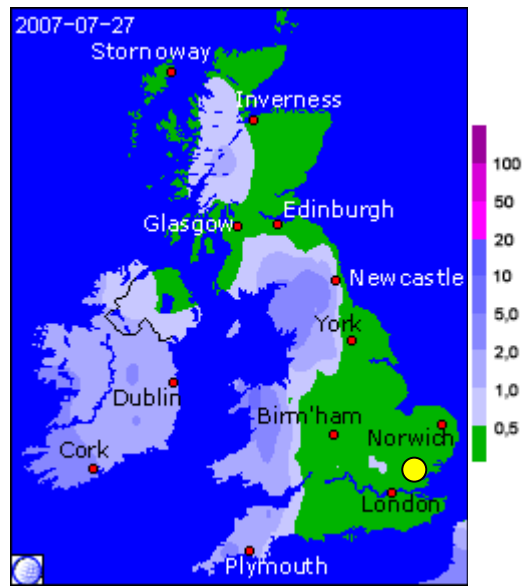 2007-07-27
Stornoway
Inverness
Glasgow
Edinburgh
Newcastle
York
Dublin
Birm'ham
Norwich
Cork
London
Plymouth
100
50
20
10
5,0
2,0
1,0
0,5